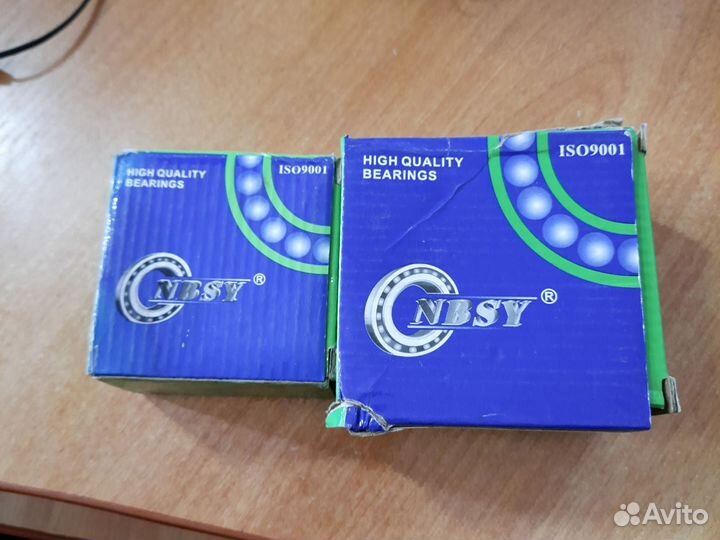 HIGH QUALITY
BEARINGS
ISO9001
NBSY ®
HIGH QUALITY
BEARINGS
ISO9001
NBSY ®
Avito